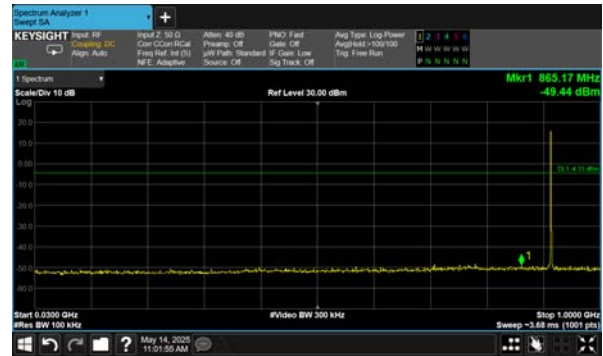 Spectrum Analyzer 1
Swept SA
+
KEYSIGHT Input: RF
Coupling: DC
Align: Auto
Input Z: 50 Ω
Corr CCorr RCal
Freq Ref: Int (S)
NFE: Adaptive
Atten: 40 dB
Preamp: Off
µW Path: Standard
Source: Off
PNO: Fast
Gate: Off
IF Gain: Low
Sig Track: Off
Avg Type: Log-Power
Avg|Hold:>100/100
Trig: Free Run
1 2 3 4 5 6
M W W W W W
P N N N N N
1 Spectrum
Scale/Div 10 dB
Log
Ref Level 30.00 dBm
Mkr1 865.17 MHz
-49.44 dBm
20.0
10.0
0.00
DL1 -4.73 dBm
-10.0
-20.0
-30.0
-40.0
1
-50.0
-60.0
Start 0.0300 GHz
#Res BW 100 kHz
#Video BW 300 kHz
Stop 1.0000 GHz
Sweep ~3.68 ms (1001 pts)
?
May 14, 2025
11:01:55 AM